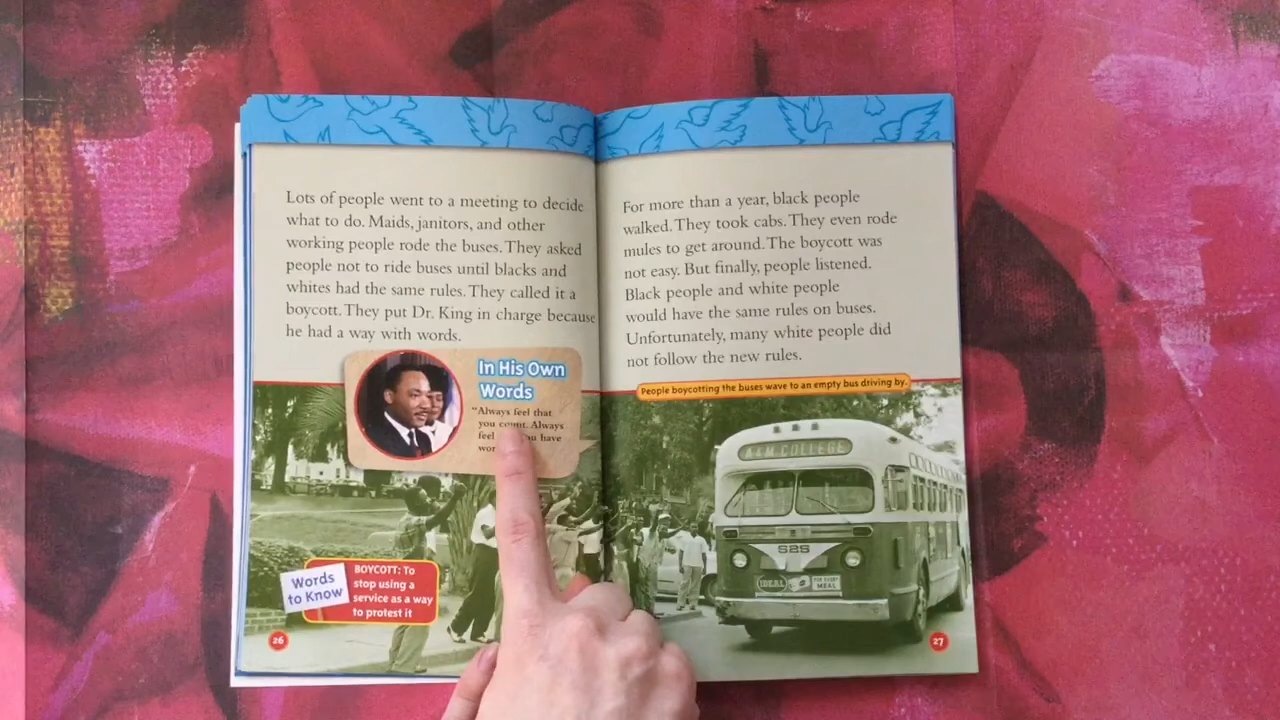 Lots of people went to a meeting to decide
what to do. Maids, janitors, and other
working people rode the buses. They asked
people not to ride buses until blacks and
whites had the same rules. They called it a
boycott. They put Dr. King in charge because
he had a way with words.
In His Own
Words
"Always feel that
you count. Always
feel you have
Words
to Know
BOYCOTT: To
stop using a
service as a way
to protest it
26
For more than a year, black people
walked. They took cabs. They even rode
mules to get around. The boycott was
not easy. But finally, people listened.
Black people and white people
would have the same rules on buses.
Unfortunately, many white people did
not follow the new rules.
People boycotting the buses wave to an empty bus driving by.
A&M COLLEGE
525
IDEAL
FOR EVERY
MEAL
27